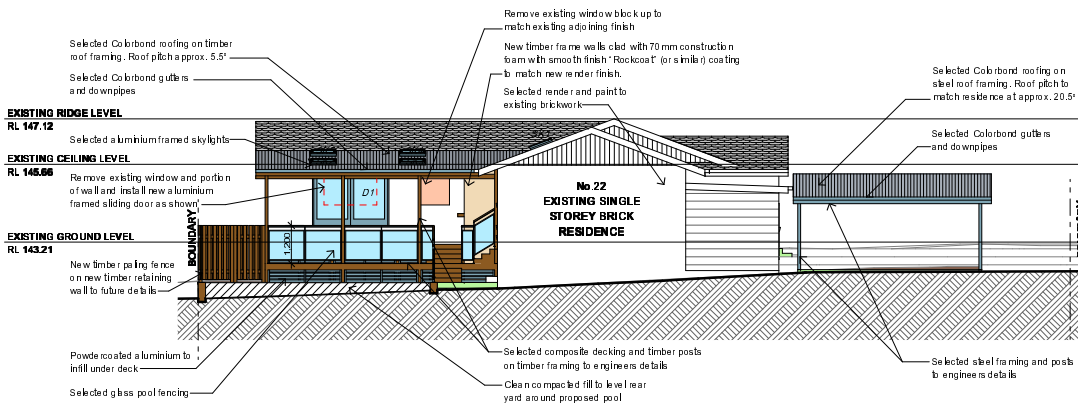 Remove existing window block up to
match existing adjoining finish
Selected Colorbond roofing on timber
roof framing. Roof pitch approx. 5.5°
New timber frame walls clad with 70mm construction
foam with smooth finish "Rockcoat" (or similar) coating
to match new render finish.
Selected Colorbond gutters
and downpipes
Selected render and paint to
existing brickwork
Selected Colorbond roofing on
steel roof framing. Roof pitch to
match residence at approx. 20.5°
EXISTING RIDGE LEVEL
RL 147.12
Selected aluminium framed skylights
Selected Colorbond gutters
and downpipes
EXISTING CEILING LEVEL
RL 145.66
Remove existing window and portion
of wall and install new aluminium
framed sliding door as shown
D1
No.22
EXISTING SINGLE
STOREY BRICK
RESIDENCE
BOUNDARY
EXISTING GROUND LEVEL
RL 143.21
1,200
New timber paling fence
on new timber retaining
wall to future details
Powdercoated aluminium to
infill under deck
Selected glass pool fencing
Selected composite decking and timber posts
on timber framing to engineers details
Clean compacted fill to level rear
yard around proposed pool
Selected steel framing and posts
to engineers details